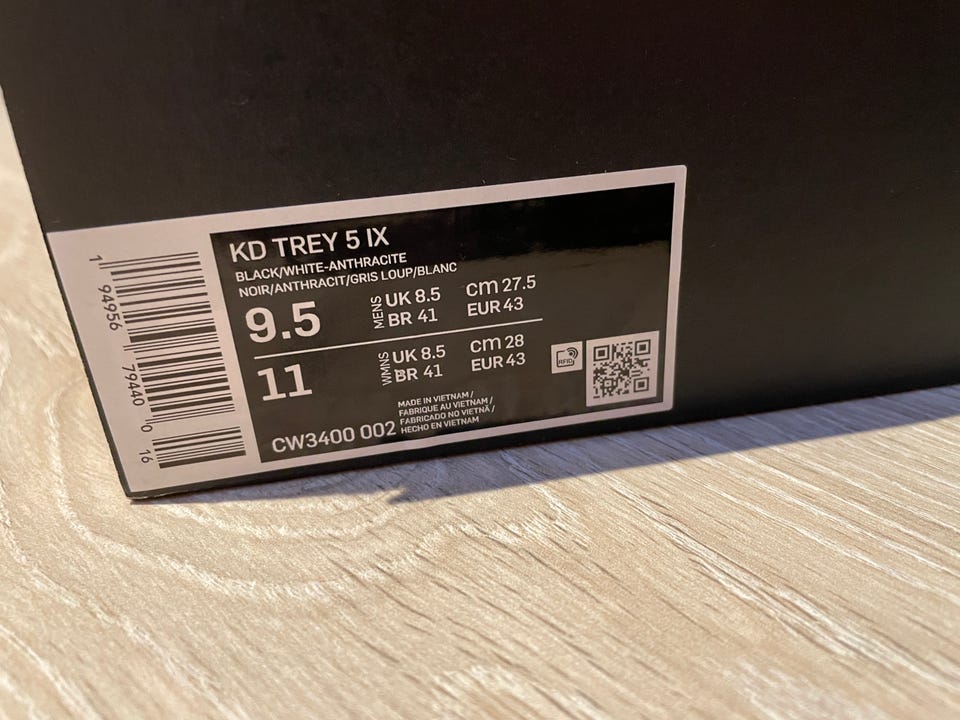 KD TREY 5 IX
BLACK/WHITE-ANTHRACITE
NOIR/ANTHRACIT/GRIS LOUP/BLANC
9.5 MENS UK 8.5 cm 27.5
BR 41 EUR 43
11 WMNS UK 8.5 cm 28
BR 41 EUR 43
RFID
MADE IN VIETNAM /
FABRIQUE AU VIETNAM /
FABRICADO NO VIETNÃ /
HECHO EN VIETNAM
CW3400 002
1 94956 79440 0 16